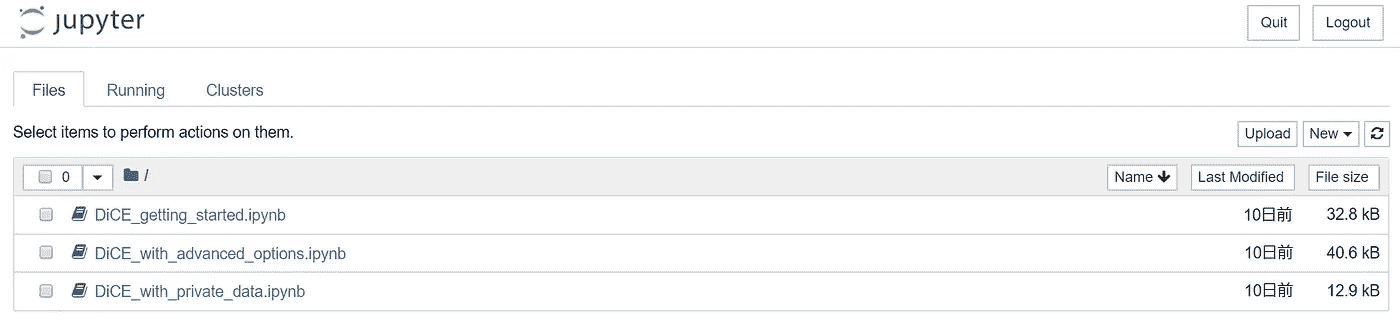 jupyter
Quit Logout
Files Running Clusters
Select items to perform actions on them.
Upload New
0 / Name Last Modified File size
DiCE_getting_started.ipynb 10日前 32.8 kB
DiCE_with_advanced_options.ipynb 10日前 40.6 kB
DiCE_with_private_data.ipynb 10日前 12.9 kB